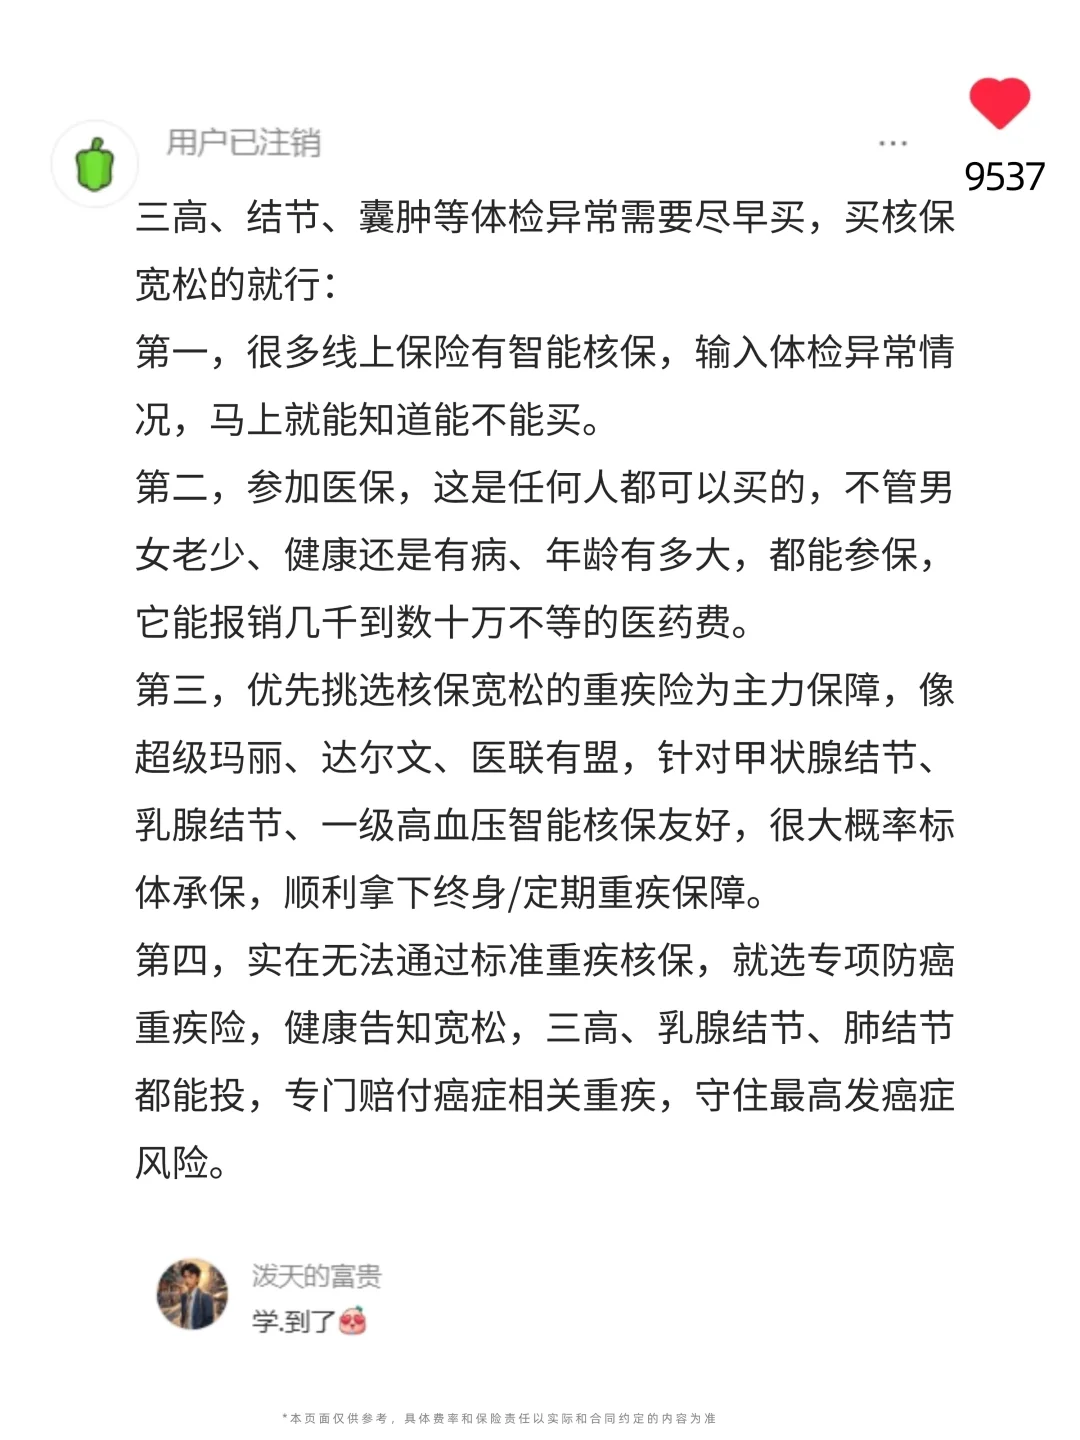 用户已注销
...
9537
三高、结节、囊肿等体检异常需要尽早买，买核保
宽松的就行：
第一，很多线上保险有智能核保，输入体检异常情
况，马上就能知道能不能买。
第二，参加医保，这是任何人都可以买的，不管男
女老少、健康还是有病、年龄有多大，都能参保，
它能报销几千到数十万不等的医药费。
第三，优先挑选核保宽松的重疾险为主力保障，像
超级玛丽、达尔文、医联有盟，针对甲状腺结节、
乳腺结节、一级高血压智能核保友好，很大概率标
体承保，顺利拿下终身/定期重疾保障。
第四，实在无法通过标准重疾核保，就选专项防癌
重疾险，健康告知宽松，三高、乳腺结节、肺结节
都能投，专门赔付癌症相关重疾，守住最高发癌症
风险。
泼天的富贵
学.到了
*本页面仅供参考，具体费率和保险责任以实际和合同约定的内容为准